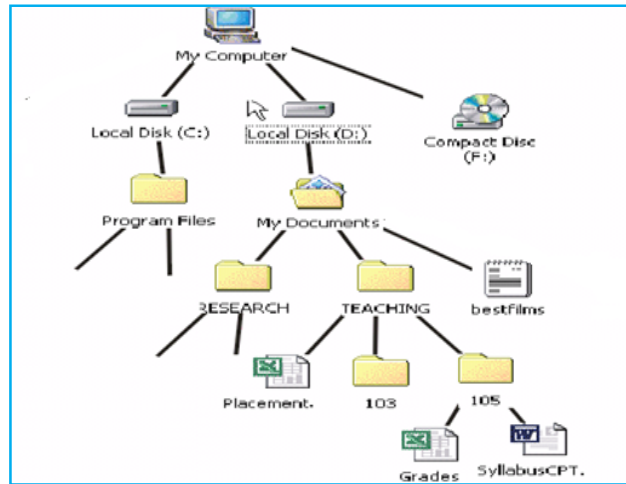 My Computer
Local Disk (C:)
Local Disk (D:)
Compact Disc
(F:)
Program Files
My Documents
RESEARCH
TEACHING
bestfilms
Placement.
103
105
Grades
SyllabusCPT.